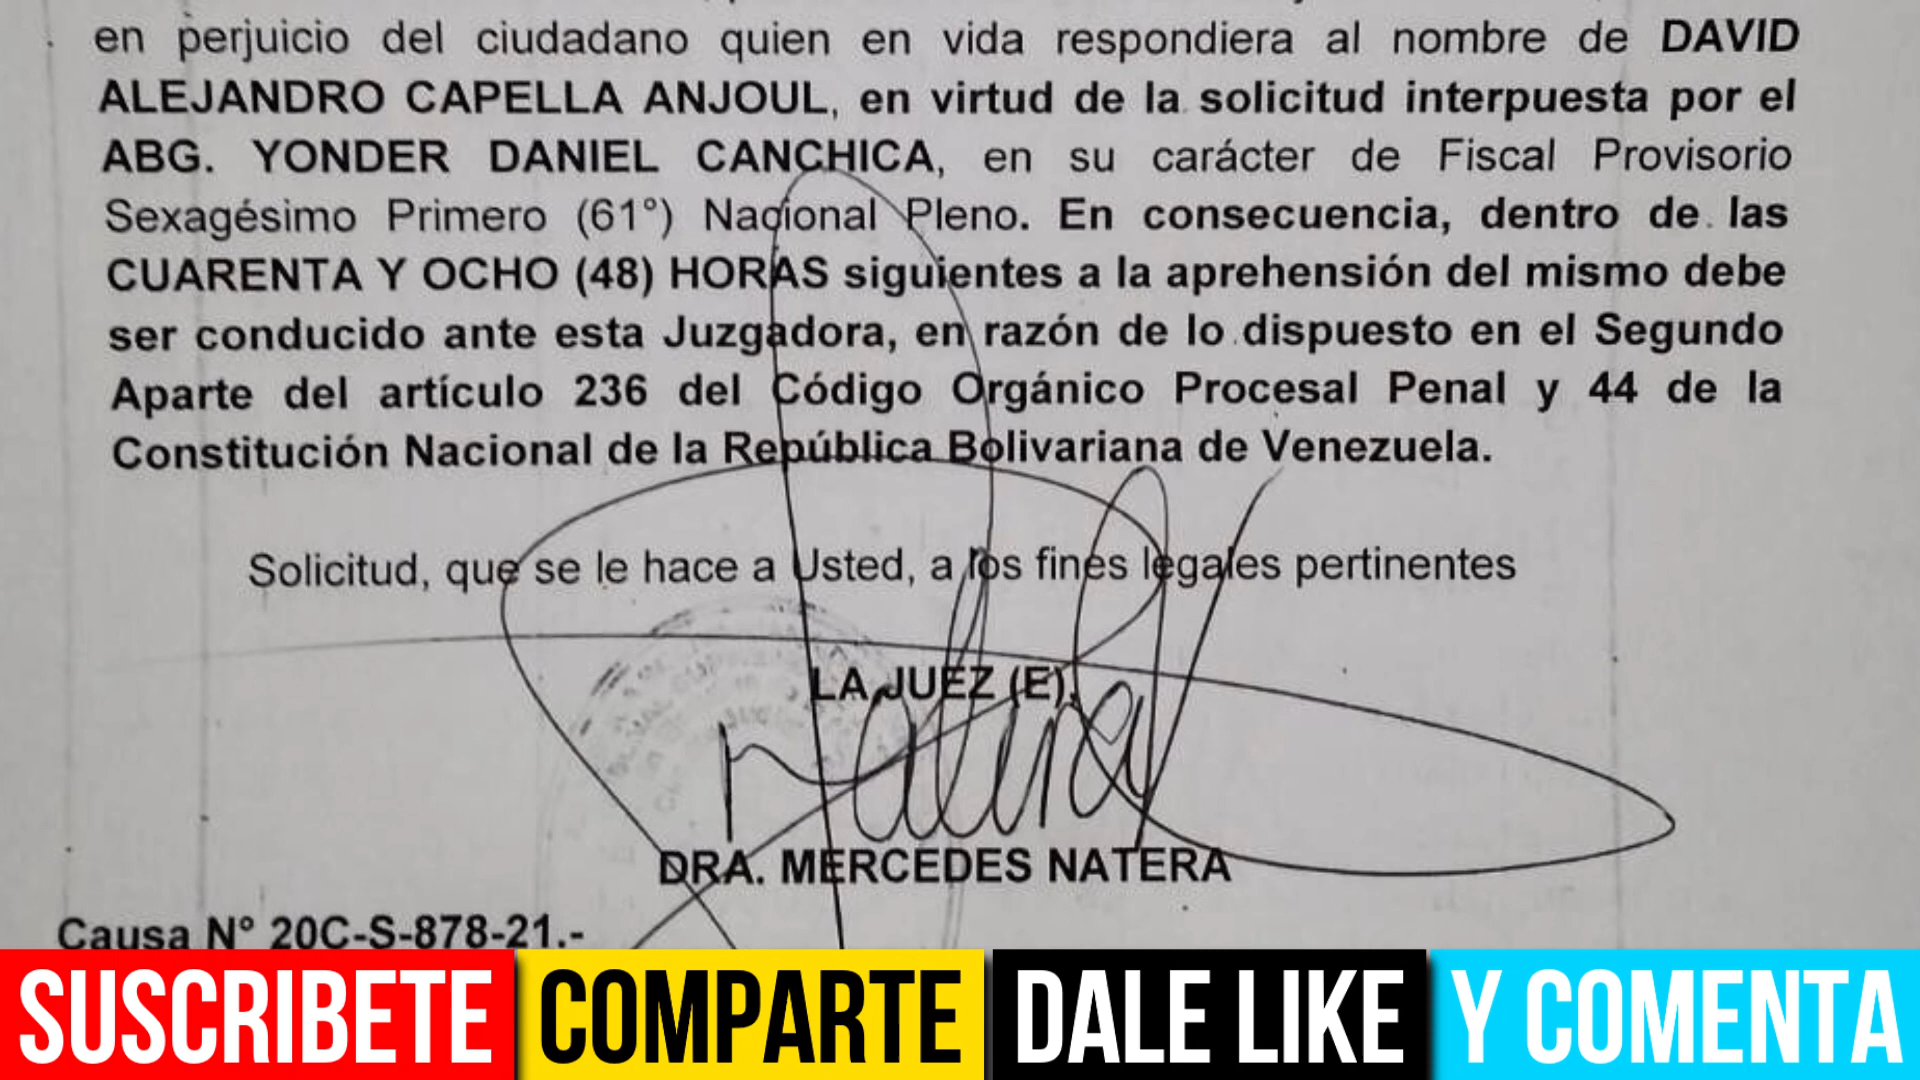 en perjuicio del ciudadano quien en vida respondiera al nombre de DAVID
ALEJANDRO CAPELLA ANJOUL, en virtud de la solicitud interpuesta por el
ABG. YONDER DANIEL CANCHICA, en su carácter de Fiscal Provisorio
Sexagésimo Primero (61°) Nacional Pleno. En consecuencia, dentro de las
CUARENTA Y OCHO (48) HORAS siguientes a la aprehensión del mismo debe
ser conducido ante esta Juzgadora, en razón de lo dispuesto en el Segundo
Aparte del artículo 236 del Código Orgánico Procesal Penal y 44 de la
Constitución Nacional de la República Bolivariana de Venezuela.
Solicitud, que se le hace a Usted, a los fines legales pertinentes
LA JUEZ (E),
DRA. MERCEDES NATERA
Causa N° 20C-S-878-21.-
SUSCRIBETE COMPARTE DALE LIKE Y COMENTA